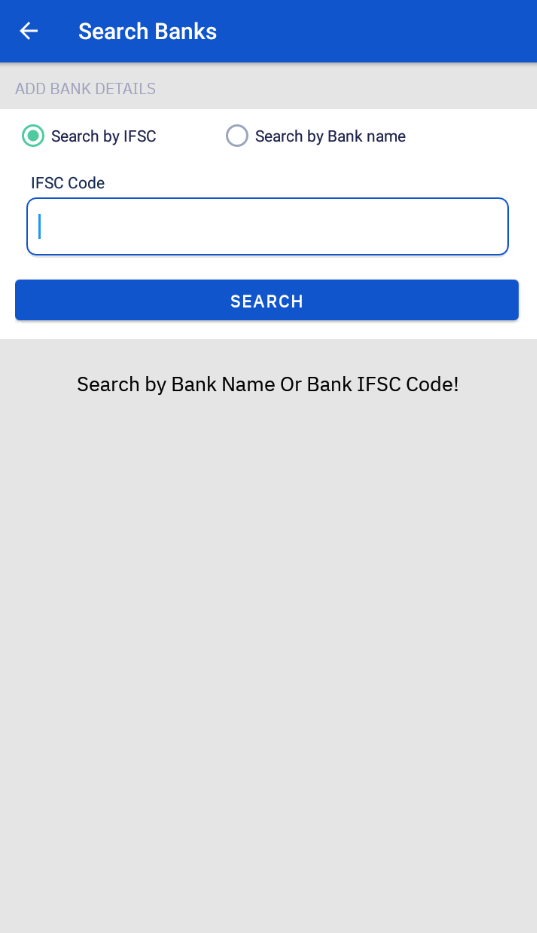 Search Banks
ADD BANK DETAILS
Search by IFSC
Search by Bank name
IFSC Code
SEARCH
Search by Bank Name Or Bank IFSC Code!